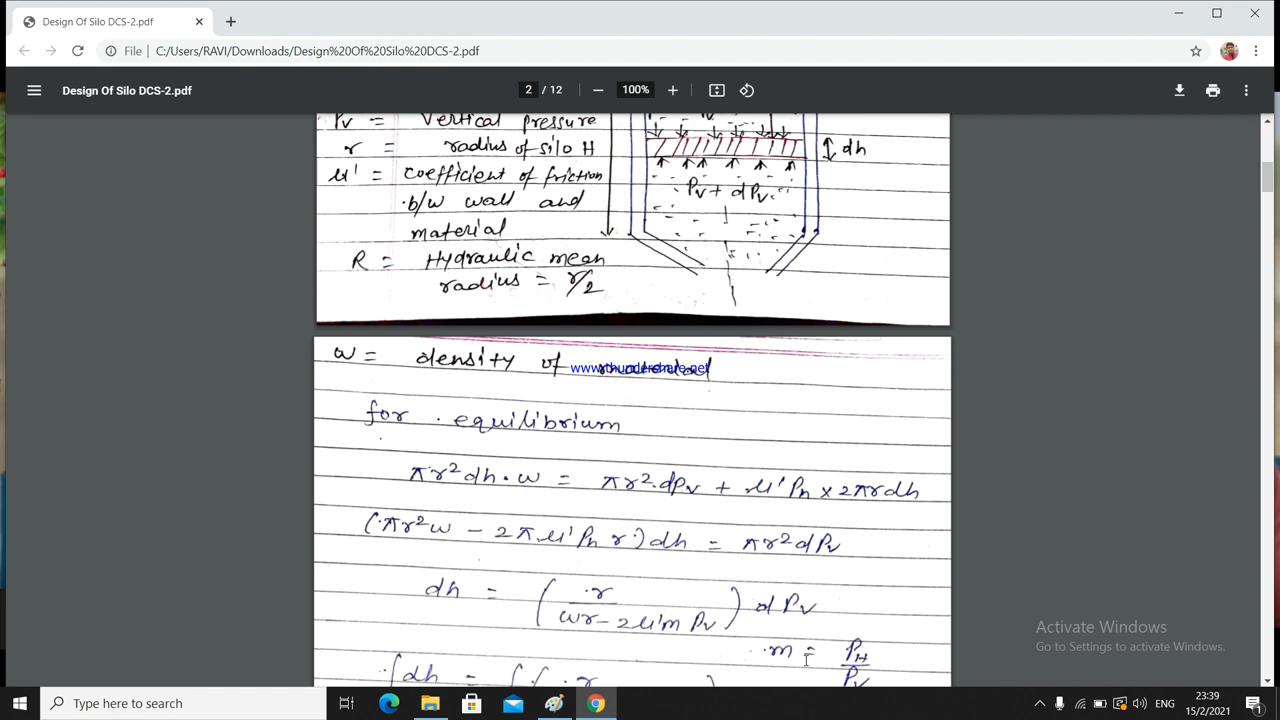 Design Of Silo DCS-2.pdf
File | C:/Users/RAVI/Downloads/Design%20Of%20Silo%20DCS-2.pdf
Design Of Silo DCS-2.pdf
2 / 12
100%
Pv = Vertical pressure
r = radius of silo H
μ' = coefficient of friction
b/w wall and
material
R = Hydraulic mean
radius = r/2
dh
Pv + dPv
w = density of material
www.thundershare.net
for equilibrium
πr²dh·w = πr²·dPv + μ'Ph × 2πrdh
(πr²w - 2πμ'Ph r)dh = πr²dPv
dh = (r / wr - 2μ'm Pv) dPv
m = PH / Pv
∫dh = ∫ r
Activate Windows
Go to Settings to activate Windows.
Type here to search
ENG
23:39
15/2/2021
1